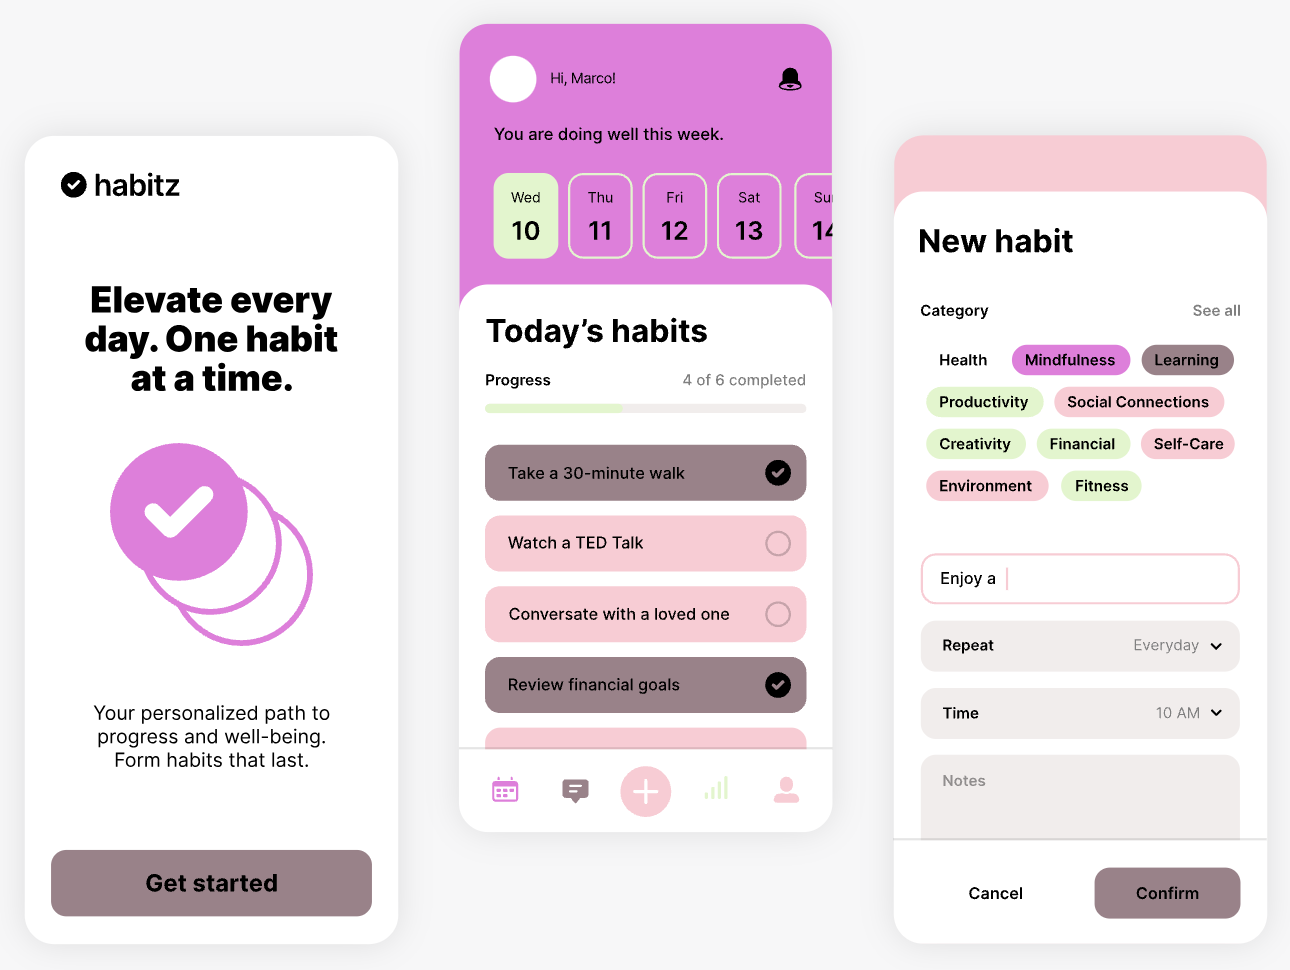 habitz
Elevate every
day. One habit
at a time.
Your personalized path to
progress and well-being.
Form habits that last.
Get started
Hi, Marco!
You are doing well this week.
Wed
10
Thu
11
Fri
12
Sat
13
Su
14
Today’s habits
Progress
4 of 6 completed
Take a 30-minute walk
Watch a TED Talk
Conversate with a loved one
Review financial goals
New habit
Category
See all
Health
Mindfulness
Learning
Productivity
Social Connections
Creativity
Financial
Self-Care
Environment
Fitness
Enjoy a
Repeat
Everyday
Time
10 AM
Notes
Cancel
Confirm